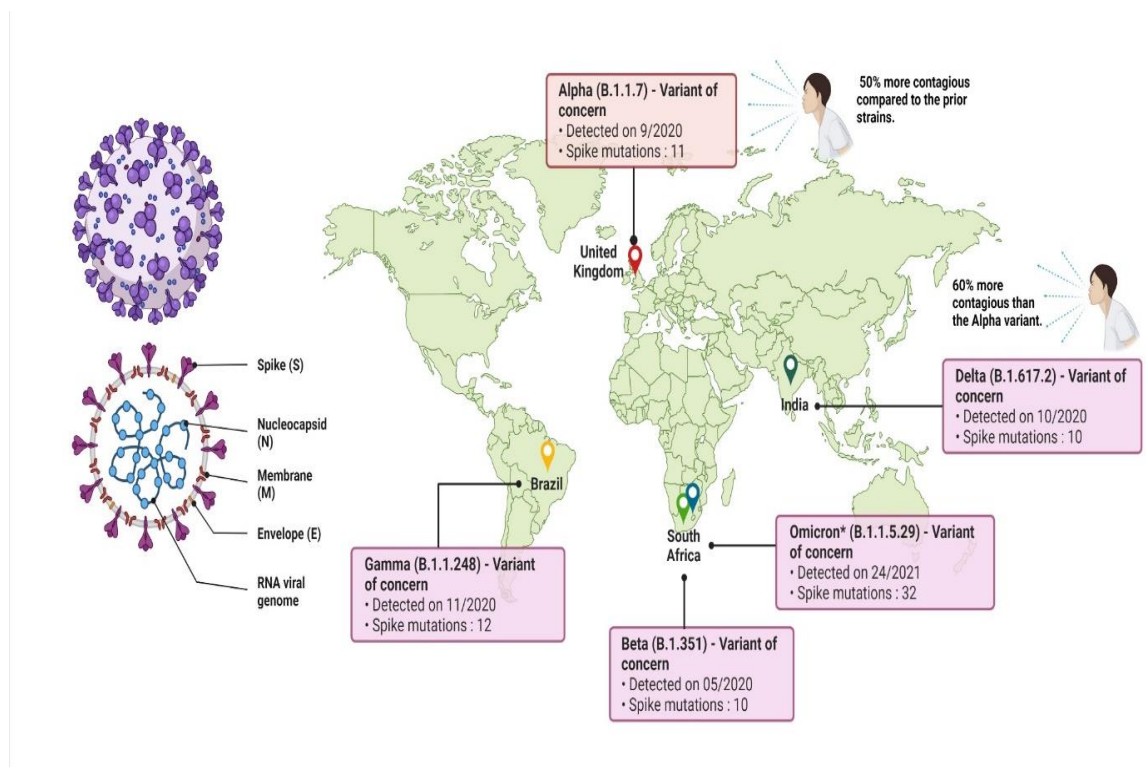 Alpha (B.1.1.7) - Variant of
concern
• Detected on 9/2020
• Spike mutations : 11
50% more contagious
compared to the prior
strains.
United
Kingdom
60% more
contagious than
the Alpha variant.
Spike (S)
Nucleocapsid
(N)
Membrane
(M)
Envelope (E)
RNA viral
genome
India
Delta (B.1.617.2) - Variant of
concern
• Detected on 10/2020
• Spike mutations : 10
Brazil
Gamma (B.1.1.248) - Variant
of concern
• Detected on 11/2020
• Spike mutations : 12
South
Africa
Omicron* (B.1.1.5.29) - Variant
of concern
• Detected on 24/2021
• Spike mutations : 32
Beta (B.1.351) - Variant of
concern
• Detected on 05/2020
• Spike mutations : 10